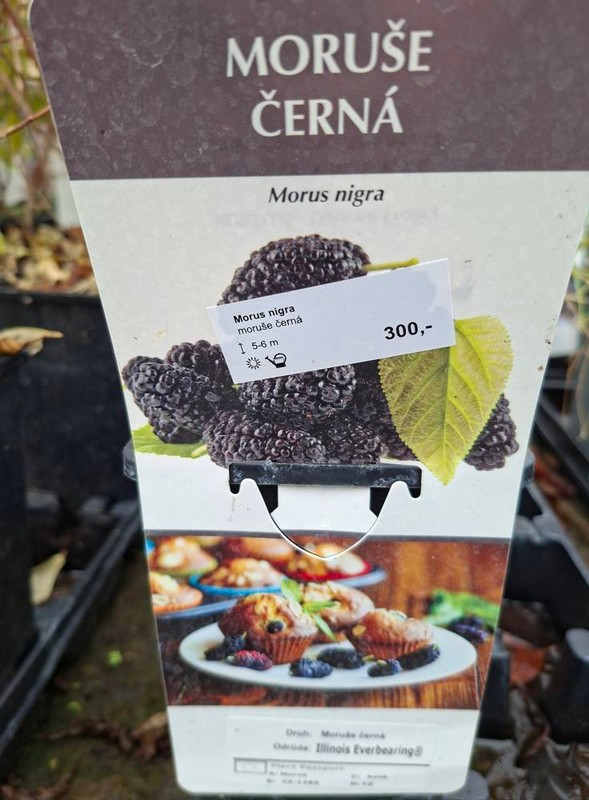 MORUŠE
ČERNÁ
Morus nigra
Morus nigra
moruše černá
5-6 m
300,-
Druh: Moruše černá
Odrůda: Illinois Everbearing®
Plant Passport
A: Morus